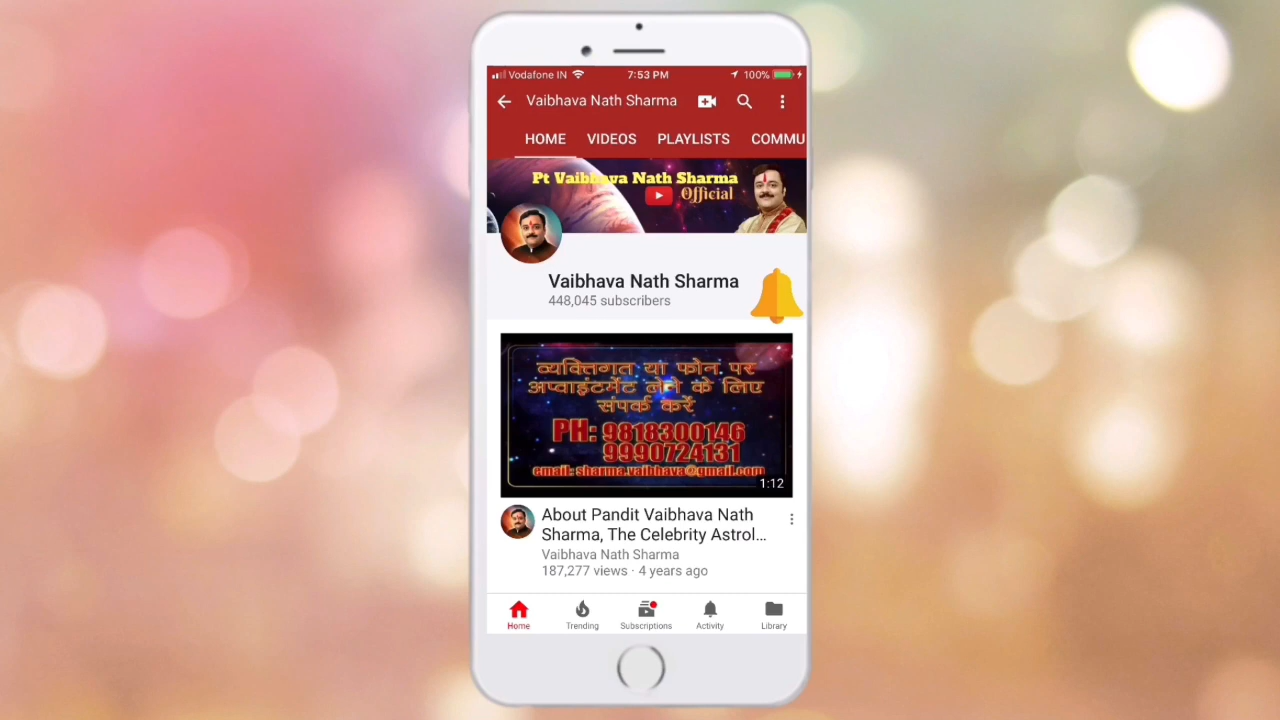 Vodafone IN
7:53 PM
100%
Vaibhava Nath Sharma
HOME
VIDEOS
PLAYLISTS
COMMU
Pt Vaibhava Nath Sharma
Official
Vaibhava Nath Sharma
448,045 subscribers
व्यक्तिगत या फोन पर
अप्वाइंटमेंट लेने के लिए
संपर्क करें
PH: 9818300146
9990724131
email: sharma.vaibhava@gmail.com
1:12
About Pandit Vaibhava Nath
Sharma, The Celebrity Astrol...
Vaibhava Nath Sharma
187,277 views · 4 years ago
Home
Trending
Subscriptions
Activity
Library